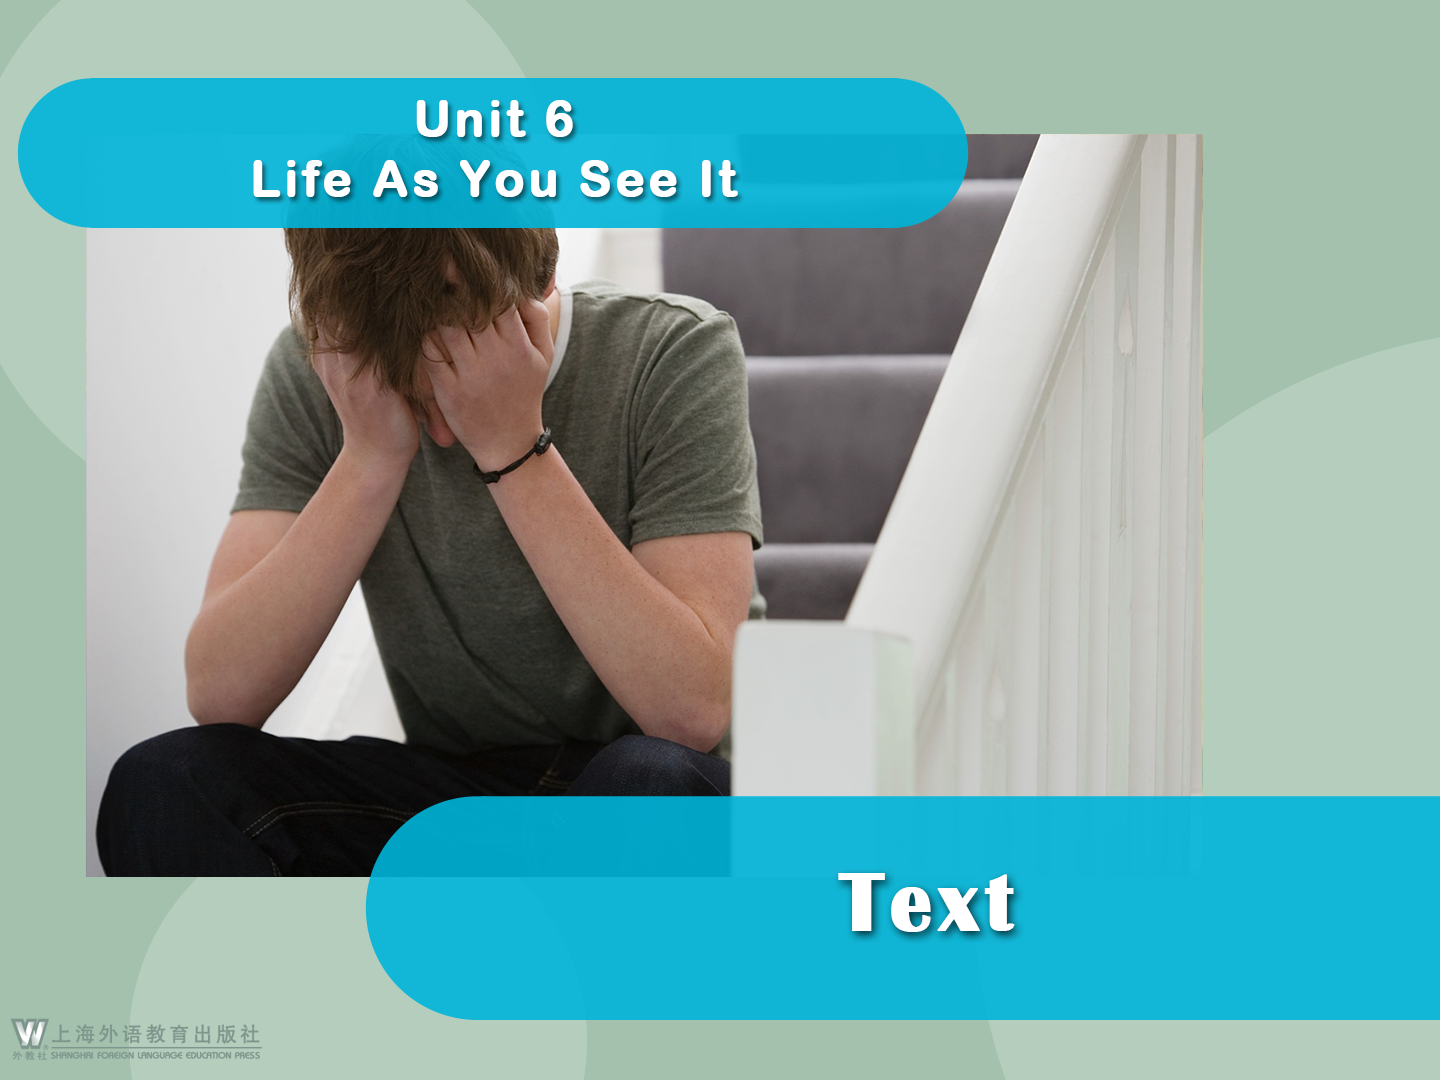 Unit 6
Life As You See It
Text
上海外语教育出版社
外教社 SHANGHAI FOREIGN LANGUAGE EDUCATION PRESS